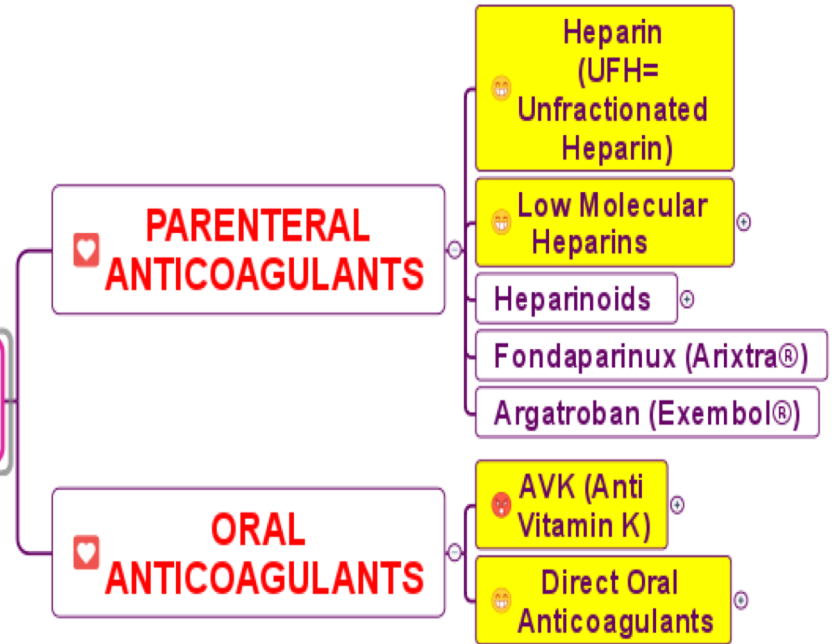 PARENTERAL
ANTICOAGULANTS
Heparin
(UFH=
Unfractionated
Heparin)
Low Molecular
Heparins
Heparinoids
Fondaparinux (Arixtra®)
Argatroban (Exembol®)
ORAL
ANTICOAGULANTS
AVK (Anti
Vitamin K)
Direct Oral
Anticoagulants